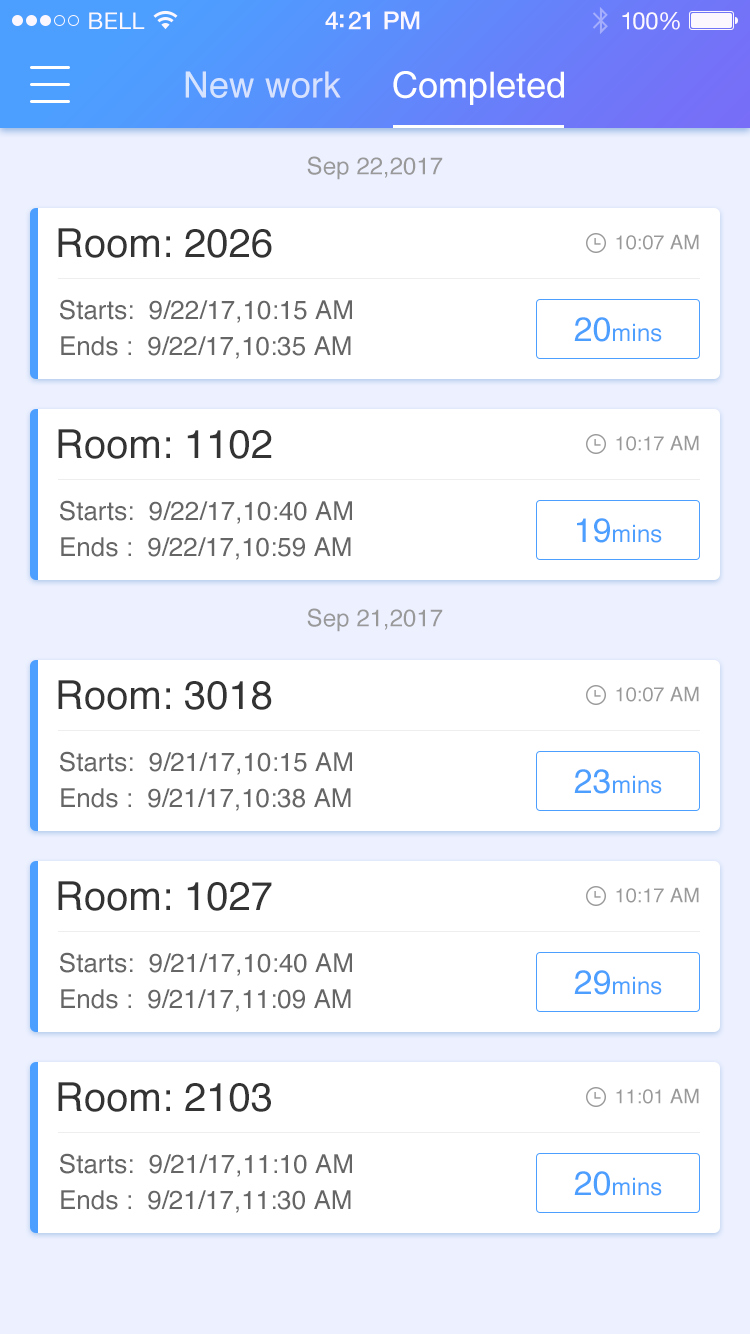 BELL 4:21 PM 100%
New work Completed
Sep 22,2017
Room: 2026 10:07 AM
Starts: 9/22/17,10:15 AM
Ends : 9/22/17,10:35 AM
20mins
Room: 1102 10:17 AM
Starts: 9/22/17,10:40 AM
Ends : 9/22/17,10:59 AM
19mins
Sep 21,2017
Room: 3018 10:07 AM
Starts: 9/21/17,10:15 AM
Ends : 9/21/17,10:38 AM
23mins
Room: 1027 10:17 AM
Starts: 9/21/17,10:40 AM
Ends : 9/21/17,11:09 AM
29mins
Room: 2103 11:01 AM
Starts: 9/21/17,11:10 AM
Ends : 9/21/17,11:30 AM
20mins